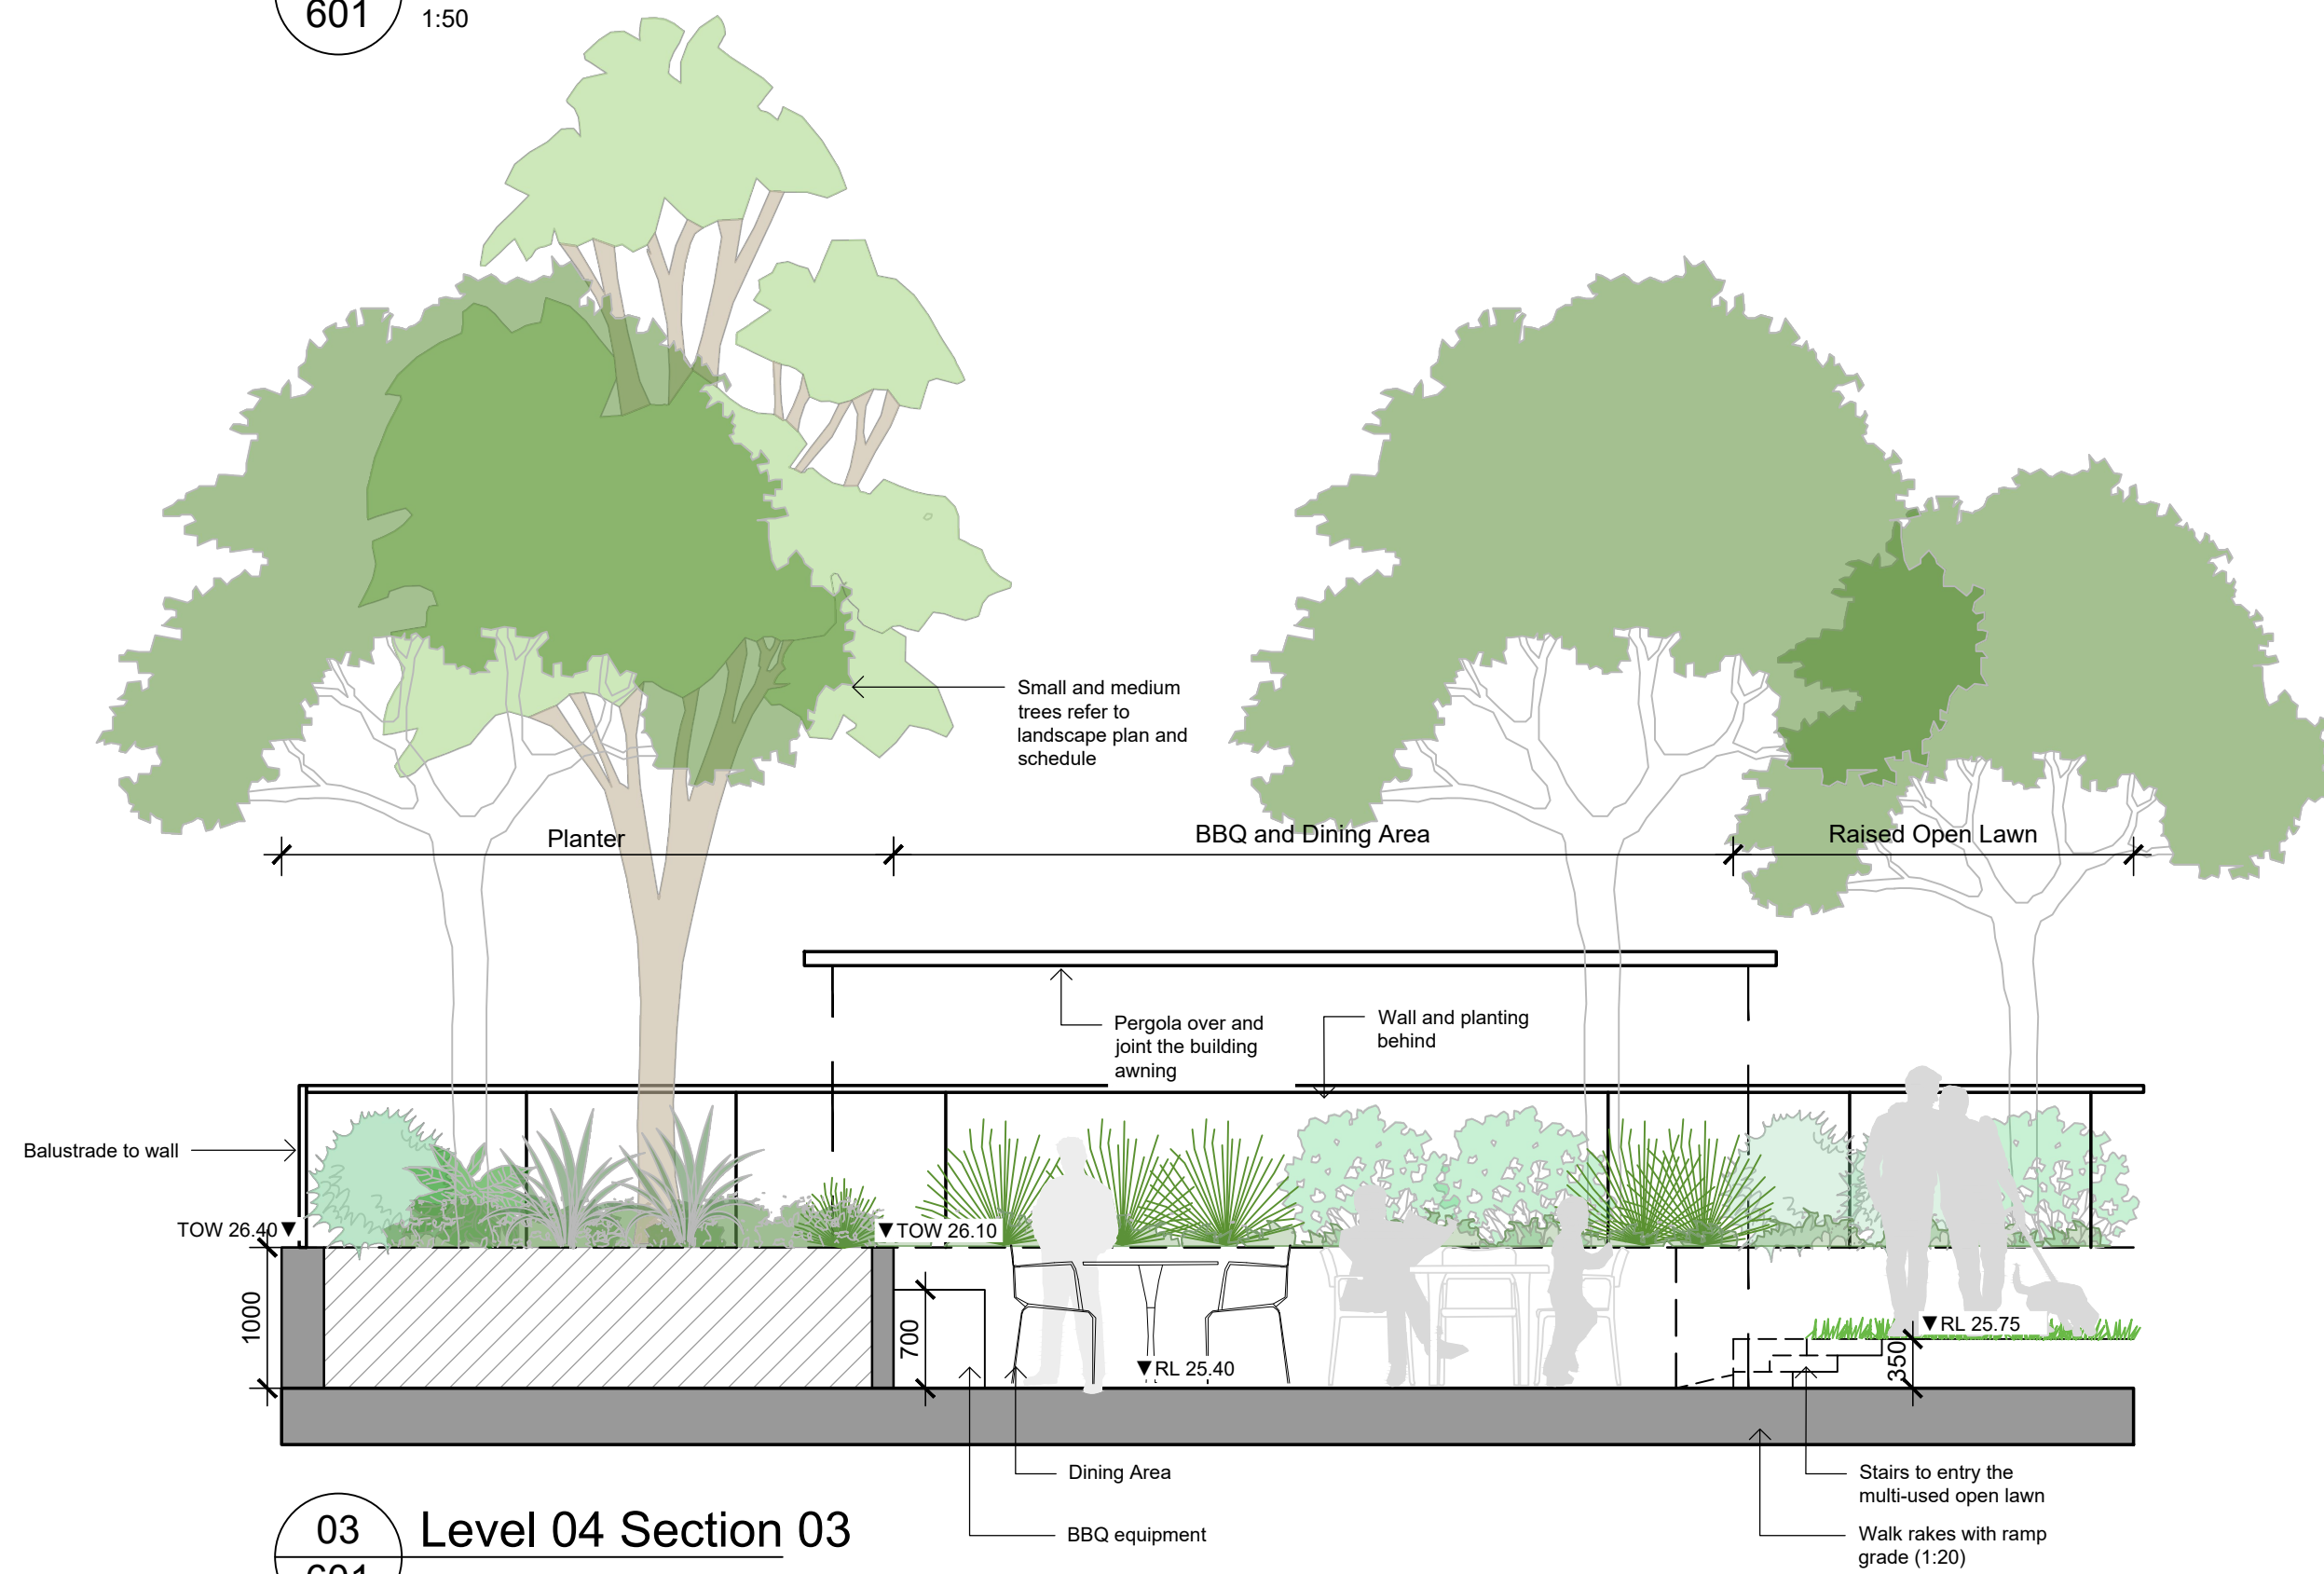 601
1:50
Small and medium
trees refer to
landscape plan and
schedule
Planter
BBQ and Dining Area
Raised Open Lawn
Pergola over and
joint the building
awning
Wall and planting
behind
Balustrade to wall
TOW 26.40
TOW 26.10
1000
700
RL 25.40
RL 25.75
350
Dining Area
BBQ equipment
Stairs to entry the
multi-used open lawn
Walk rakes with ramp
grade (1:20)
03
Level 04 Section 03
601